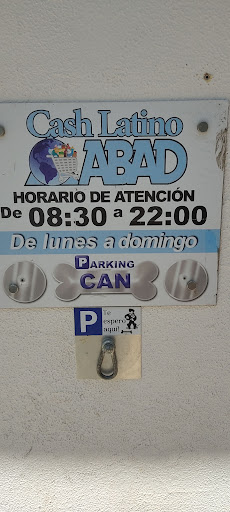 Cash Latino
ABAD
HORARIO DE ATENCIÓN
De 08:30 a 22:00
De lunes a domingo
PARKING
CAN
P
Te
espero
aquí!